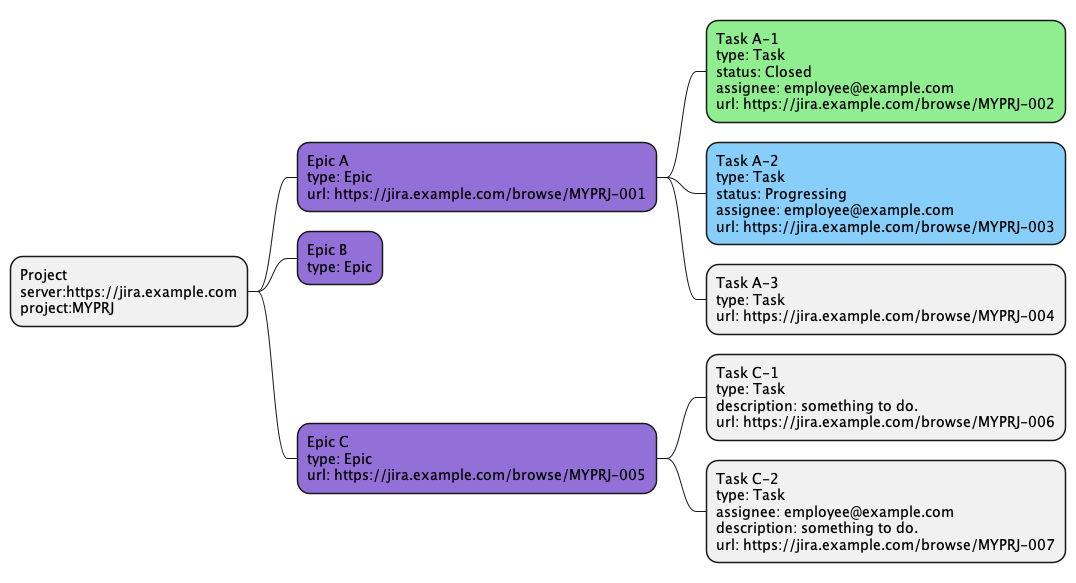 Project
server:https://jira.example.com
project:MYPRJ
Epic A
type: Epic
url: https://jira.example.com/browse/MYPRJ-001
Task A-1
type: Task
status: Closed
assignee: employee@example.com
url: https://jira.example.com/browse/MYPRJ-002
Task A-2
type: Task
status: Progressing
assignee: employee@example.com
url: https://jira.example.com/browse/MYPRJ-003
Task A-3
type: Task
url: https://jira.example.com/browse/MYPRJ-004
Epic B
type: Epic
Epic C
type: Epic
url: https://jira.example.com/browse/MYPRJ-005
Task C-1
type: Task
description: something to do.
url: https://jira.example.com/browse/MYPRJ-006
Task C-2
type: Task
assignee: employee@example.com
description: something to do.
url: https://jira.example.com/browse/MYPRJ-007